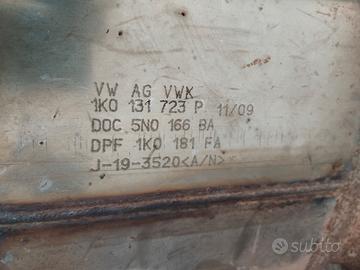 VW AG VWK
1K0 131 723 P 11/09
DOC 5N0 166 BA
DPF 1K0 181 FA
J-19-3520<A/N>
subito